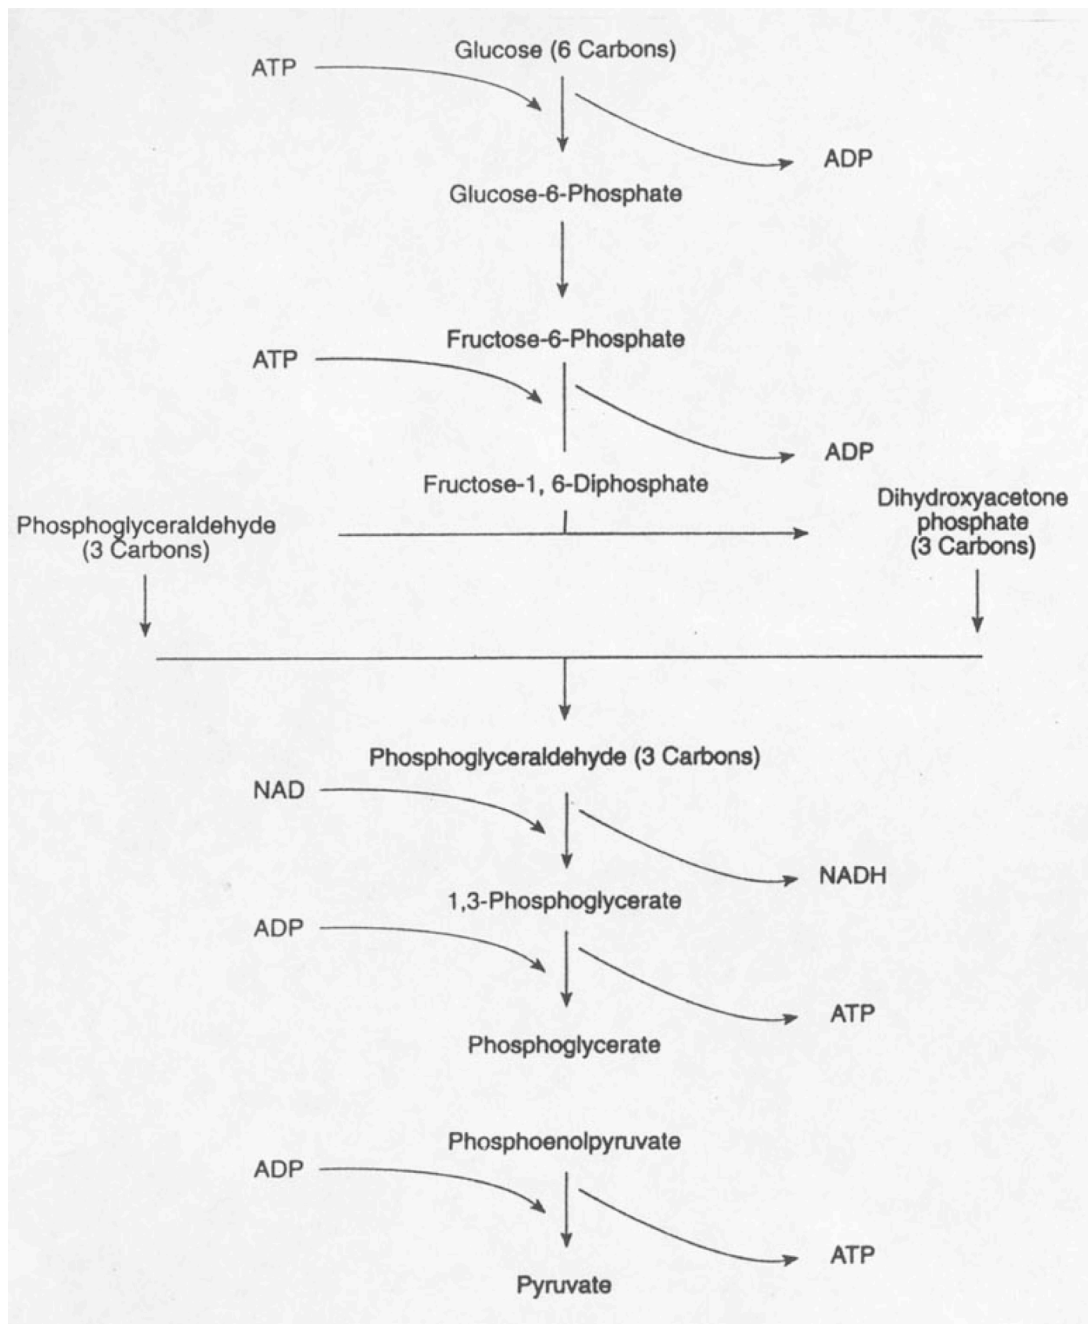 Glucose (6 Carbons)
ATP
ADP
Glucose-6-Phosphate
Fructose-6-Phosphate
ATP
ADP
Fructose-1, 6-Diphosphate
Phosphoglyceraldehyde
(3 Carbons)
Dihydroxyacetone
phosphate
(3 Carbons)
Phosphoglyceraldehyde (3 Carbons)
NAD
NADH
1,3-Phosphoglycerate
ADP
ATP
Phosphoglycerate
Phosphoenolpyruvate
ADP
ATP
Pyruvate